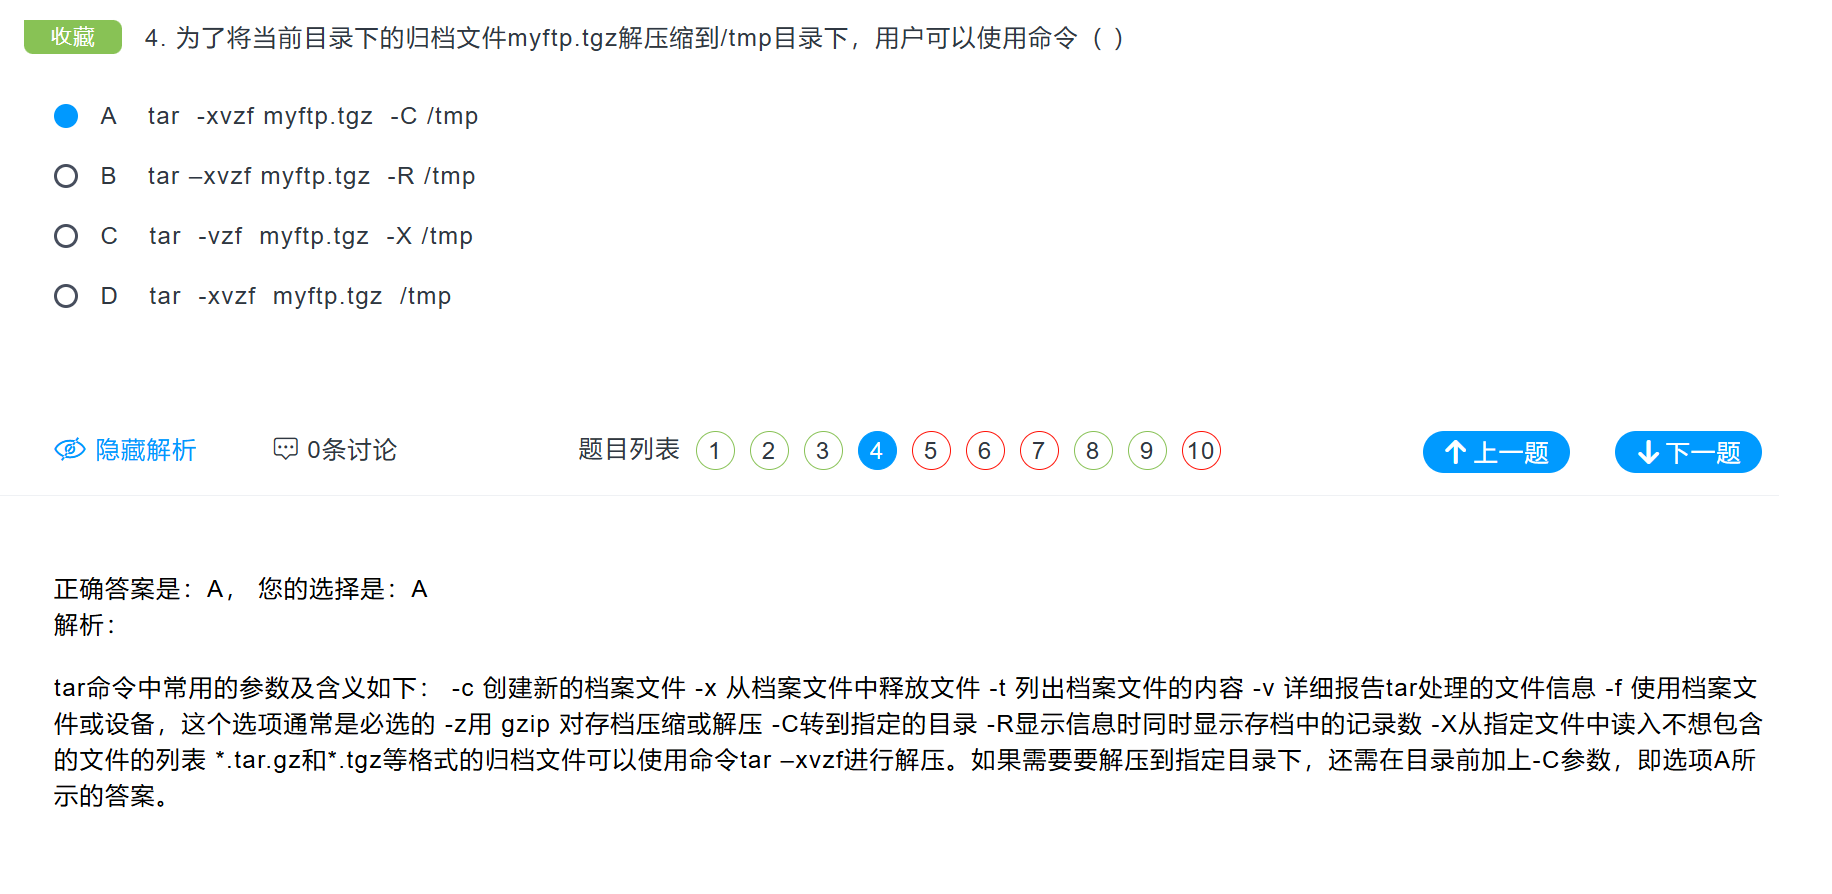 收藏 4. 为了将当前目录下的归档文件myftp.tgz解压缩到/tmp目录下，用户可以使用命令（ ）
A tar -xvzf myftp.tgz -C /tmp
B tar –xvzf myftp.tgz -R /tmp
C tar -vzf myftp.tgz -X /tmp
D tar -xvzf myftp.tgz /tmp
隐藏解析 0条讨论 题目列表 1 2 3 4 5 6 7 8 9 10 上一题 下一题
正确答案是：A， 您的选择是：A
解析：
tar命令中常用的参数及含义如下： -c 创建新的档案文件 -x 从档案文件中释放文件 -t 列出档案文件的内容 -v 详细报告tar处理的文件信息 -f 使用档案文
件或设备，这个选项通常是必选的 -z用 gzip 对存档压缩或解压 -C转到指定的目录 -R显示信息时同时显示存档中的记录数 -X从指定文件中读入不想包含
的文件的列表 *.tar.gz和*.tgz等格式的归档文件可以使用命令tar –xvzf进行解压。如果需要要解压到指定目录下，还需在目录前加上-C参数，即选项A所
示的答案。